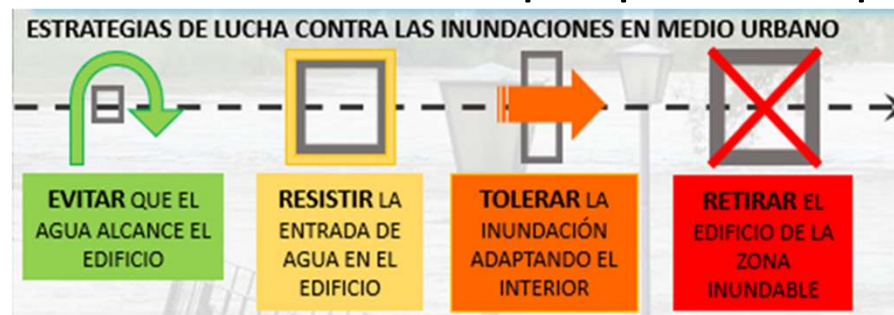 ESTRATEGIAS DE LUCHA CONTRA LAS INUNDACIONES EN MEDIO URBANO
EVITAR QUE EL
AGUA ALCANCE EL
EDIFICIO
RESISTIR LA
ENTRADA DE
AGUA EN EL
EDIFICIO
TOLERAR LA
INUNDACIÓN
ADAPTANDO EL
INTERIOR
RETIRAR EL
EDIFICIO DE LA
ZONA
INUNDABLE